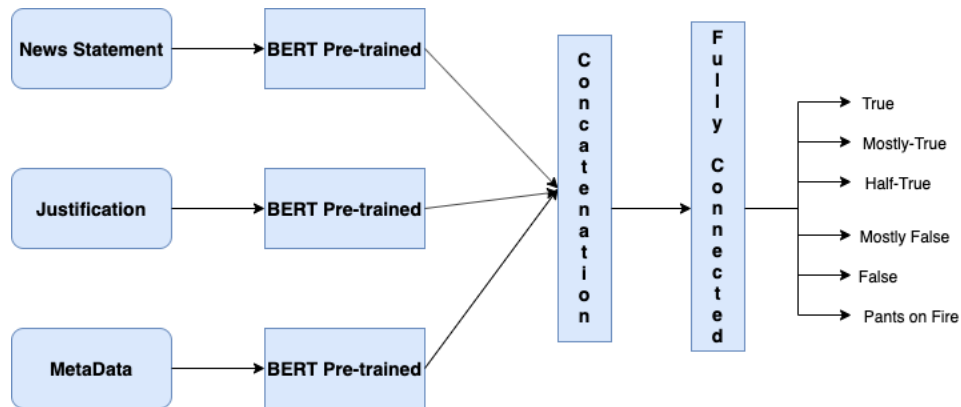 News Statement
BERT Pre-trained
Justification
BERT Pre-trained
MetaData
BERT Pre-trained
Concatenation
Fully Connected
True
Mostly-True
Half-True
Mostly False
False
Pants on Fire